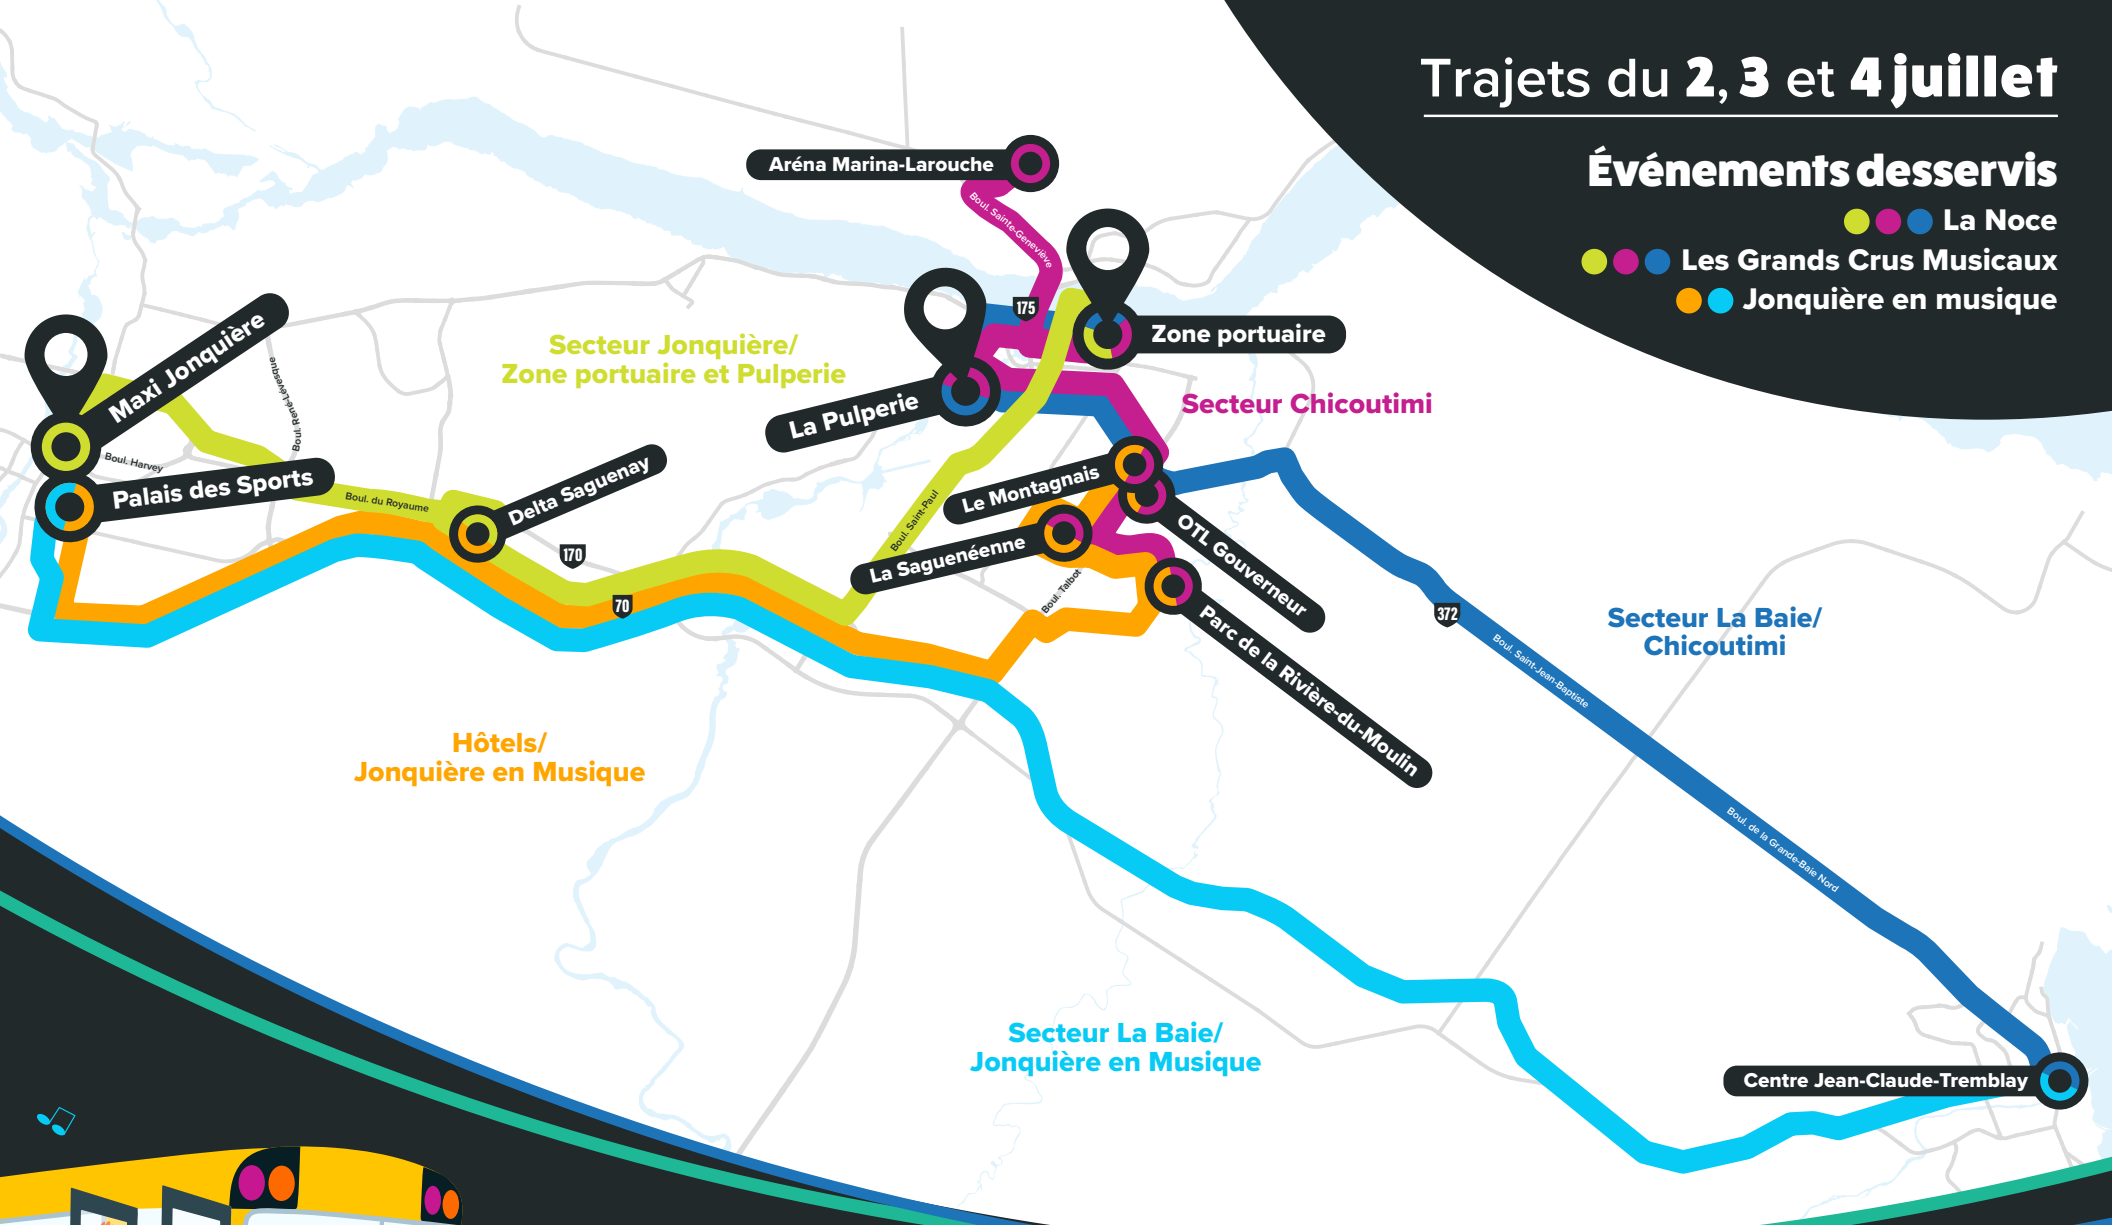 Trajets du 2, 3 et 4 juillet
Événements desservis
La Noce
Les Grands Crus Musicaux
Jonquière en musique
Aréna Marina-Larouche
Boul. Sainte-Geneviève
175
Zone portuaire
Maxi Jonquière
Boul. René-Lévesque
Secteur Jonquière/
Zone portuaire et Pulperie
La Pulperie
Secteur Chicoutimi
Boul. Harvey
Palais des Sports
Boul. du Royaume
Delta Saguenay
Le Montagnais
Boul. Saint-Paul
170
La Saguenéenne
OTL Gouverneur
70
Boul. Talbot
Parc de la Rivière-du-Moulin
372
Secteur La Baie/
Chicoutimi
Boul. Saint-Jean-Baptiste
Hôtels/
Jonquière en Musique
Boul. de la Grande-Baie Nord
Secteur La Baie/
Jonquière en Musique
Centre Jean-Claude-Tremblay